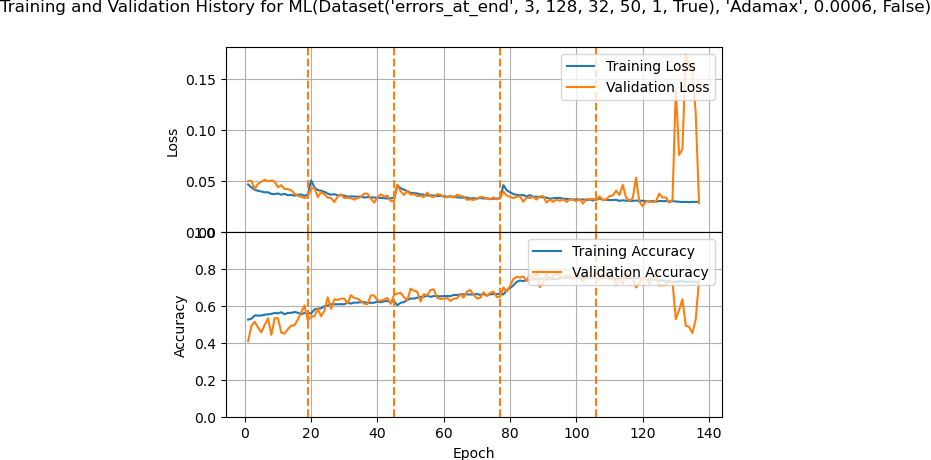 Training and Validation History for ML(Dataset('errors_at_end', 3, 128, 32, 50, 1, True), 'Adamax', 0.0006, False)
Training Loss
Validation Loss
0.15
0.10
0.05
0.00
Loss
Training Accuracy
Validation Accuracy
1.0
0.8
0.6
0.4
0.2
0.0
Accuracy
0 20 40 60 80 100 120 140
Epoch